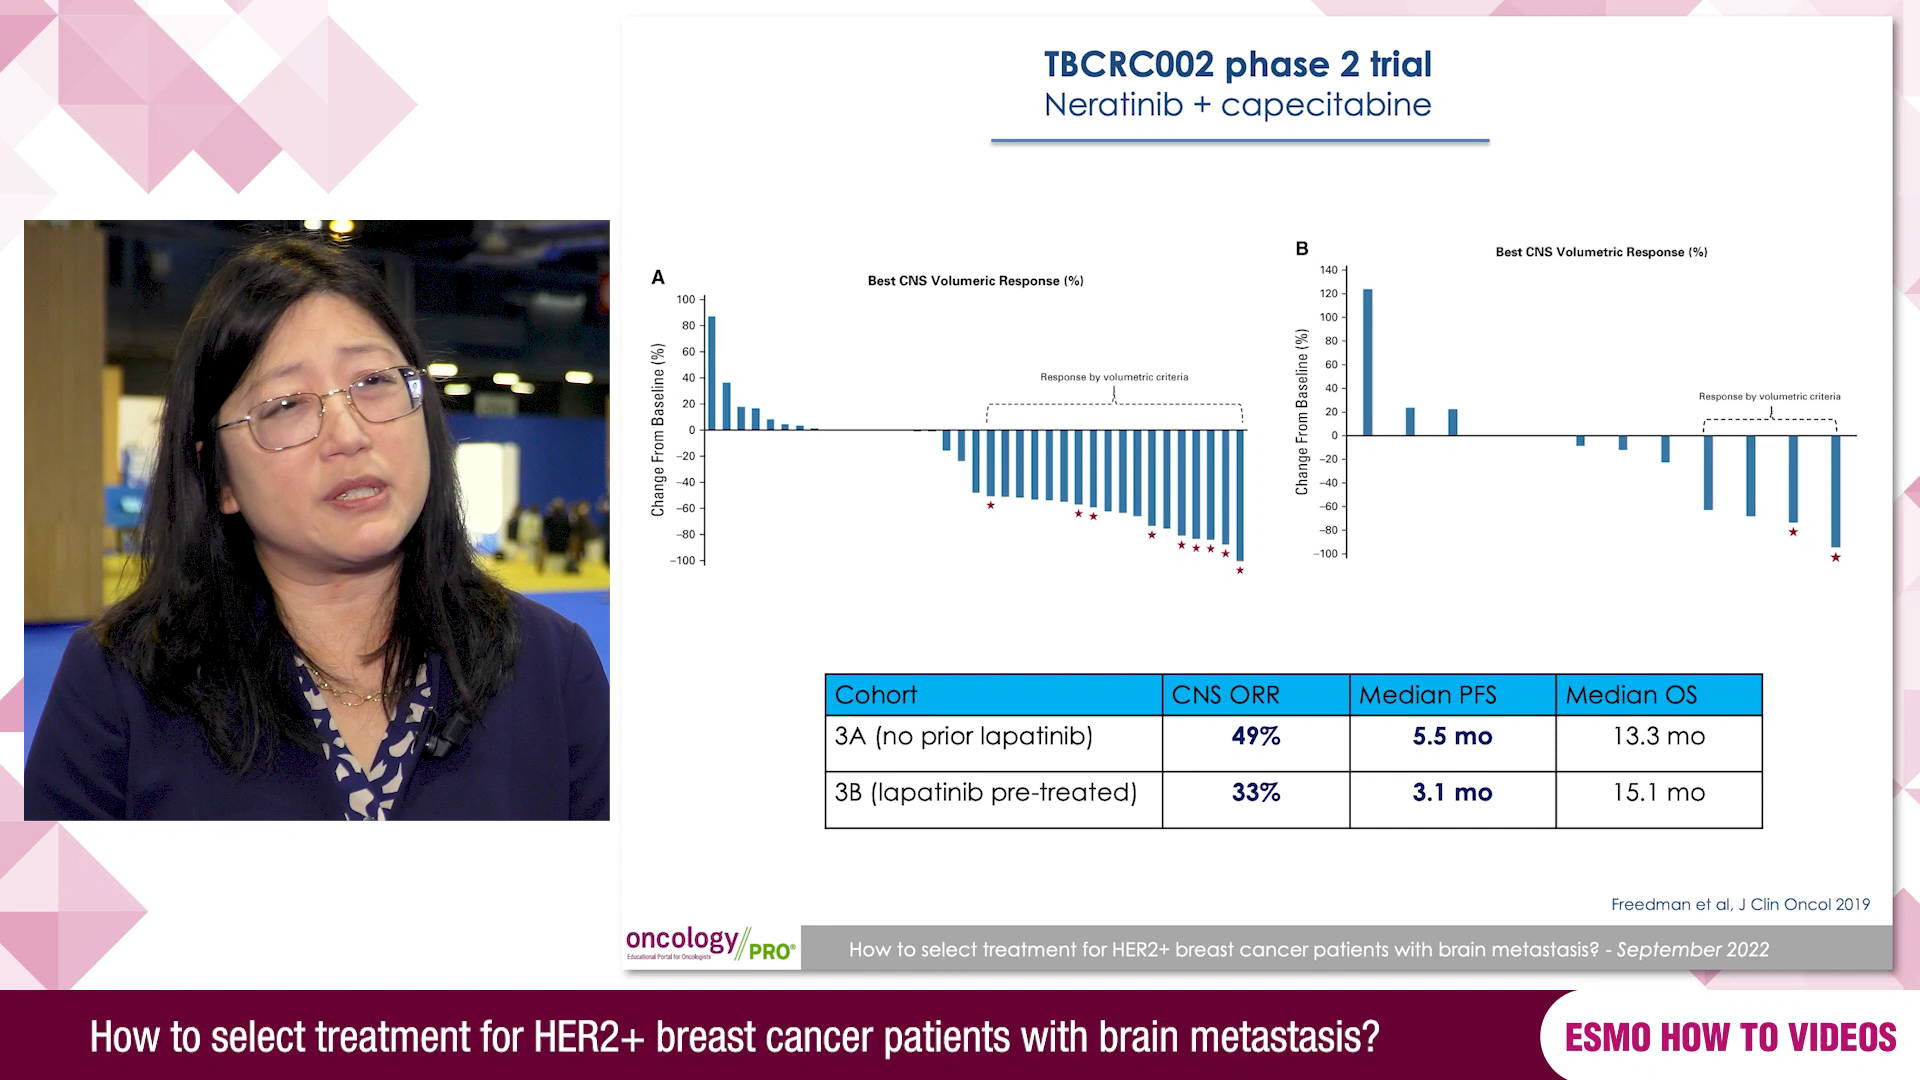 TBCRC002 phase 2 trial
Neratinib + capecitabine
A
Best CNS Volumeric Response (%)
Change From Baseline (%)
100
80
60
40
20
0
–20
–40
–60
–80
–100
Response by volumetric criteria
B
Best CNS Volumetric Response (%)
Change From Baseline (%)
140
120
100
80
60
40
20
0
–20
–40
–60
–80
–100
Response by volumetric criteria
Cohort CNS ORR Median PFS Median OS
3A (no prior lapatinib) 49% 5.5 mo 13.3 mo
3B (lapatinib pre-treated) 33% 3.1 mo 15.1 mo
Freedman et al, J Clin Oncol 2019
oncology//PRO®
Educational Portal for Oncologists
How to select treatment for HER2+ breast cancer patients with brain metastasis? - September 2022
How to select treatment for HER2+ breast cancer patients with brain metastasis?
ESMO HOW TO VIDEOS